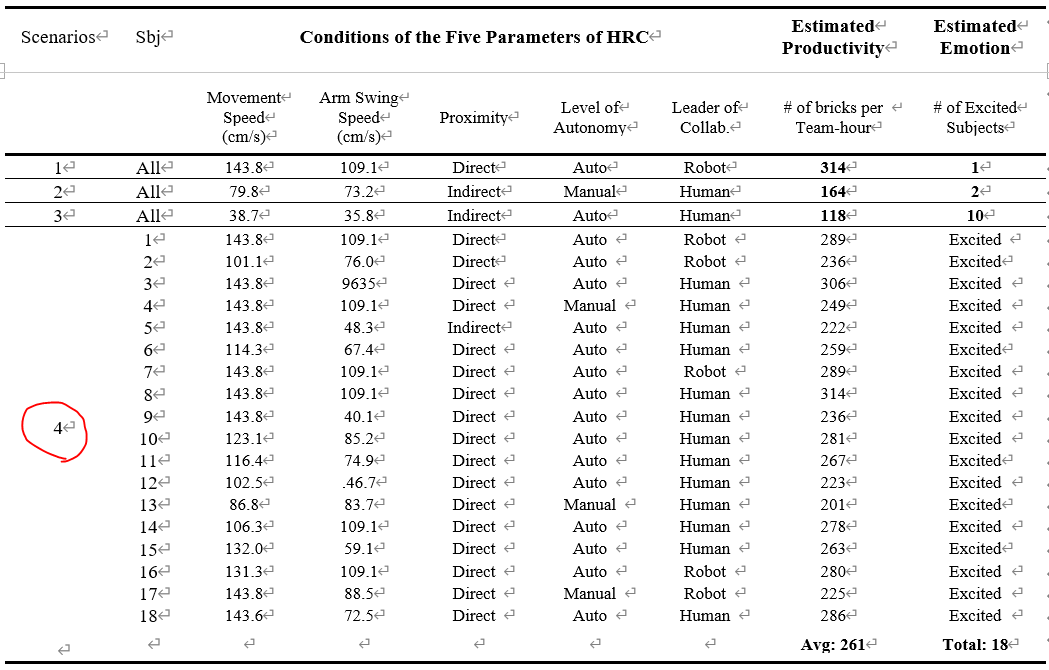 Scenarios Sbj Conditions of the Five Parameters of HRC Estimated Productivity Estimated Emotion
Movement Speed (cm/s) Arm Swing Speed (cm/s) Proximity Level of Autonomy Leader of Collab. # of bricks per Team-hour # of Excited Subjects
1 All 143.8 109.1 Direct Auto Robot 314 1
2 All 79.8 73.2 Indirect Manual Human 164 2
3 All 38.7 35.8 Indirect Auto Human 118 10
4
1 143.8 109.1 Direct Auto Robot 289 Excited
2 101.1 76.0 Direct Auto Robot 236 Excited
3 143.8 9635 Direct Auto Human 306 Excited
4 143.8 109.1 Direct Manual Human 249 Excited
5 143.8 48.3 Indirect Auto Human 222 Excited
6 114.3 67.4 Direct Auto Human 259 Excited
7 143.8 109.1 Direct Auto Robot 289 Excited
8 143.8 109.1 Direct Auto Human 314 Excited
9 143.8 40.1 Direct Auto Human 236 Excited
10 123.1 85.2 Direct Auto Human 281 Excited
11 116.4 74.9 Direct Auto Human 267 Excited
12 102.5 .46.7 Direct Auto Human 223 Excited
13 86.8 83.7 Direct Manual Human 201 Excited
14 106.3 109.1 Direct Auto Human 278 Excited
15 132.0 59.1 Direct Auto Human 263 Excited
16 131.3 109.1 Direct Auto Robot 280 Excited
17 143.8 88.5 Direct Manual Robot 225 Excited
18 143.6 72.5 Direct Auto Human 286 Excited
Avg: 261 Total: 18